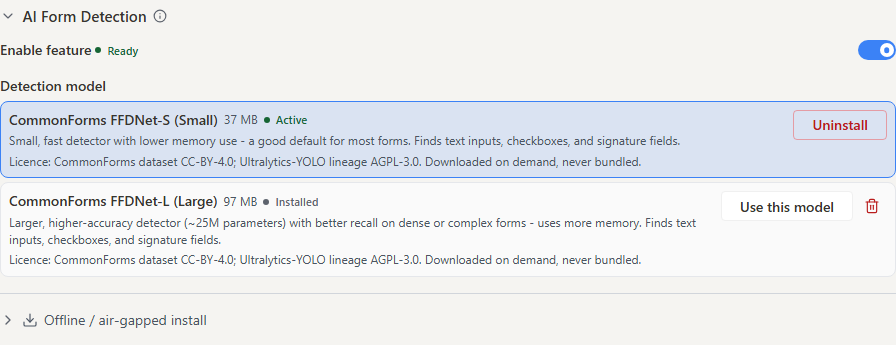 AI Form Detection
Enable feature Ready
Detection model
CommonForms FFDNet-S (Small) 37 MB Active
Uninstall
Small, fast detector with lower memory use - a good default for most forms. Finds text inputs, checkboxes, and signature fields.
Licence: CommonForms dataset CC-BY-4.0; Ultralytics-YOLO lineage AGPL-3.0. Downloaded on demand, never bundled.
CommonForms FFDNet-L (Large) 97 MB Installed
Use this model
Larger, higher-accuracy detector (~25M parameters) with better recall on dense or complex forms - uses more memory. Finds text
inputs, checkboxes, and signature fields.
Licence: CommonForms dataset CC-BY-4.0; Ultralytics-YOLO lineage AGPL-3.0. Downloaded on demand, never bundled.
Offline / air-gapped install